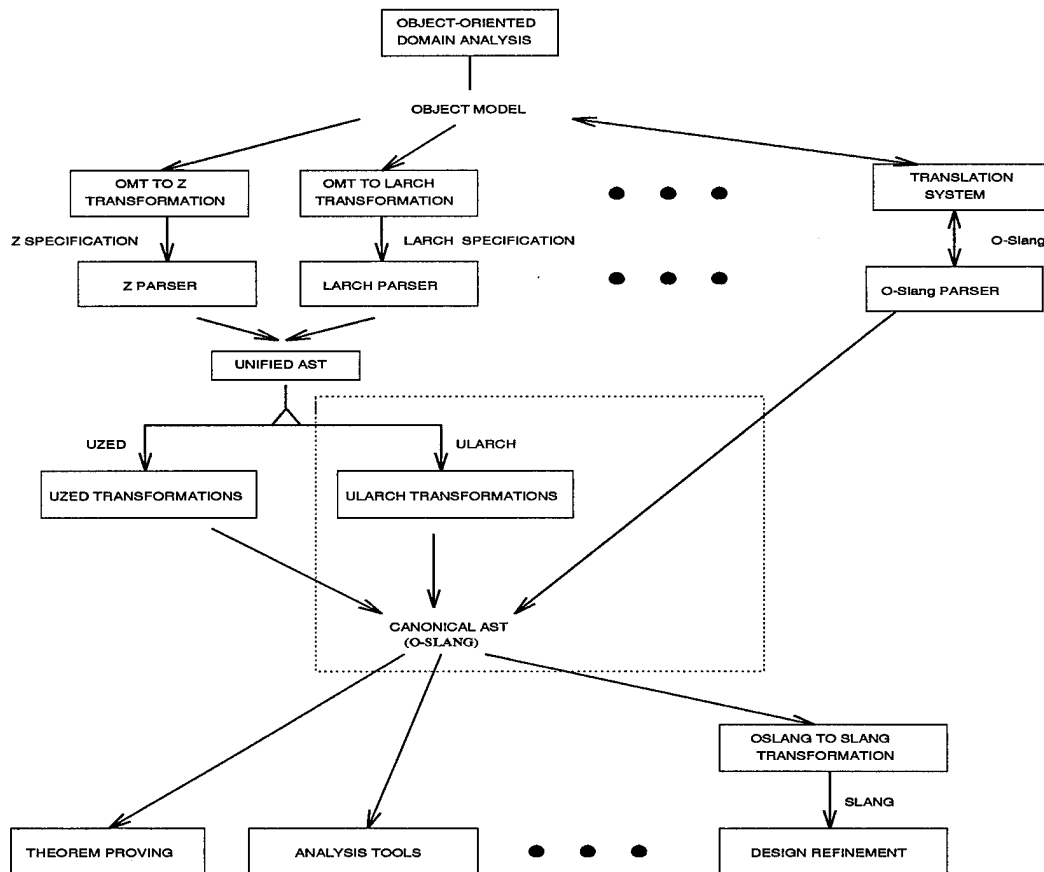 OBJECT-ORIENTED
DOMAIN ANALYSIS
OBJECT MODEL
OMT TO Z
TRANSFORMATION
OMT TO LARCH
TRANSFORMATION
TRANSLATION
SYSTEM
Z SPECIFICATION
LARCH SPECIFICATION
O-Slang
Z PARSER
LARCH PARSER
O-Slang PARSER
UNIFIED AST
UZED
ULARCH
UZED TRANSFORMATIONS
ULARCH TRANSFORMATIONS
CANONICAL AST
(O-SLANG)
OSLANG TO SLANG
TRANSFORMATION
SLANG
THEOREM PROVING
ANALYSIS TOOLS
DESIGN REFINEMENT